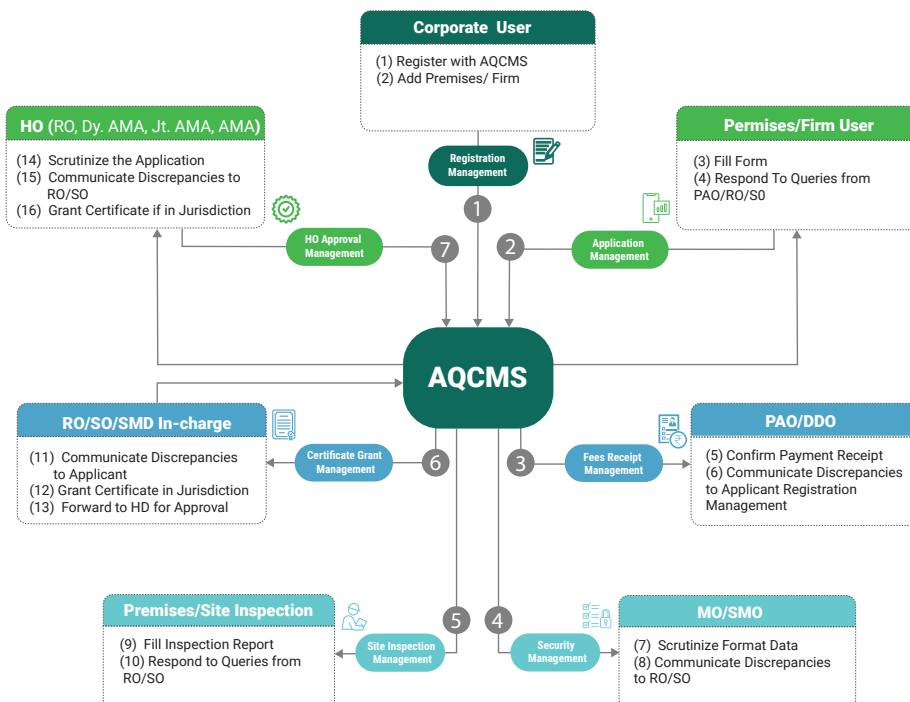 Corporate User
(1) Register with AQCMS
(2) Add Premises/ Firm
Registration
Management
1
HO (RO, Dy. AMA, Jt. AMA, AMA)
(14) Scrutinize the Application
(15) Communicate Discrepancies to
RO/SO
(16) Grant Certificate if in Jurisdiction
HO Approval
Management
7
Permises/Firm User
(3) Fill Form
(4) Respond To Queries from
PAO/RO/S0
Application
Management
2
AQCMS
RO/SO/SMD In-charge
(11) Communicate Discrepancies
to Applicant
(12) Grant Certificate in Jurisdiction
(13) Forward to HD for Approval
Certificate Grant
Management
6
PAO/DDO
(5) Confirm Payment Receipt
(6) Communicate Discrepancies
to Applicant Registration
Management
Fees Receipt
Management
3
Premises/Site Inspection
(9) Fill Inspection Report
(10) Respond to Queries from
RO/SO
Site Inspection
Management
5
MO/SMO
(7) Scrutinize Format Data
(8) Communicate Discrepancies
to RO/SO
Security
Management
4